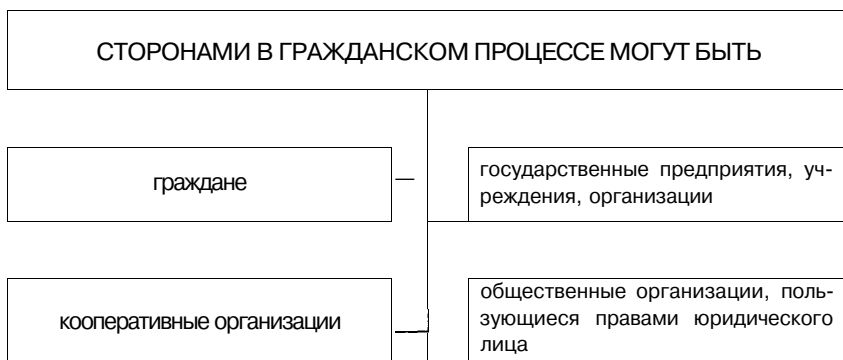 СТОРОНАМИ В ГРАЖДАНСКОМ ПРОЦЕССЕ МОГУТ БЫТЬ
граждане
государственные предприятия, уч-
реждения, организации
кооперативные организации
общественные организации, поль-
зующиеся правами юридического
лица